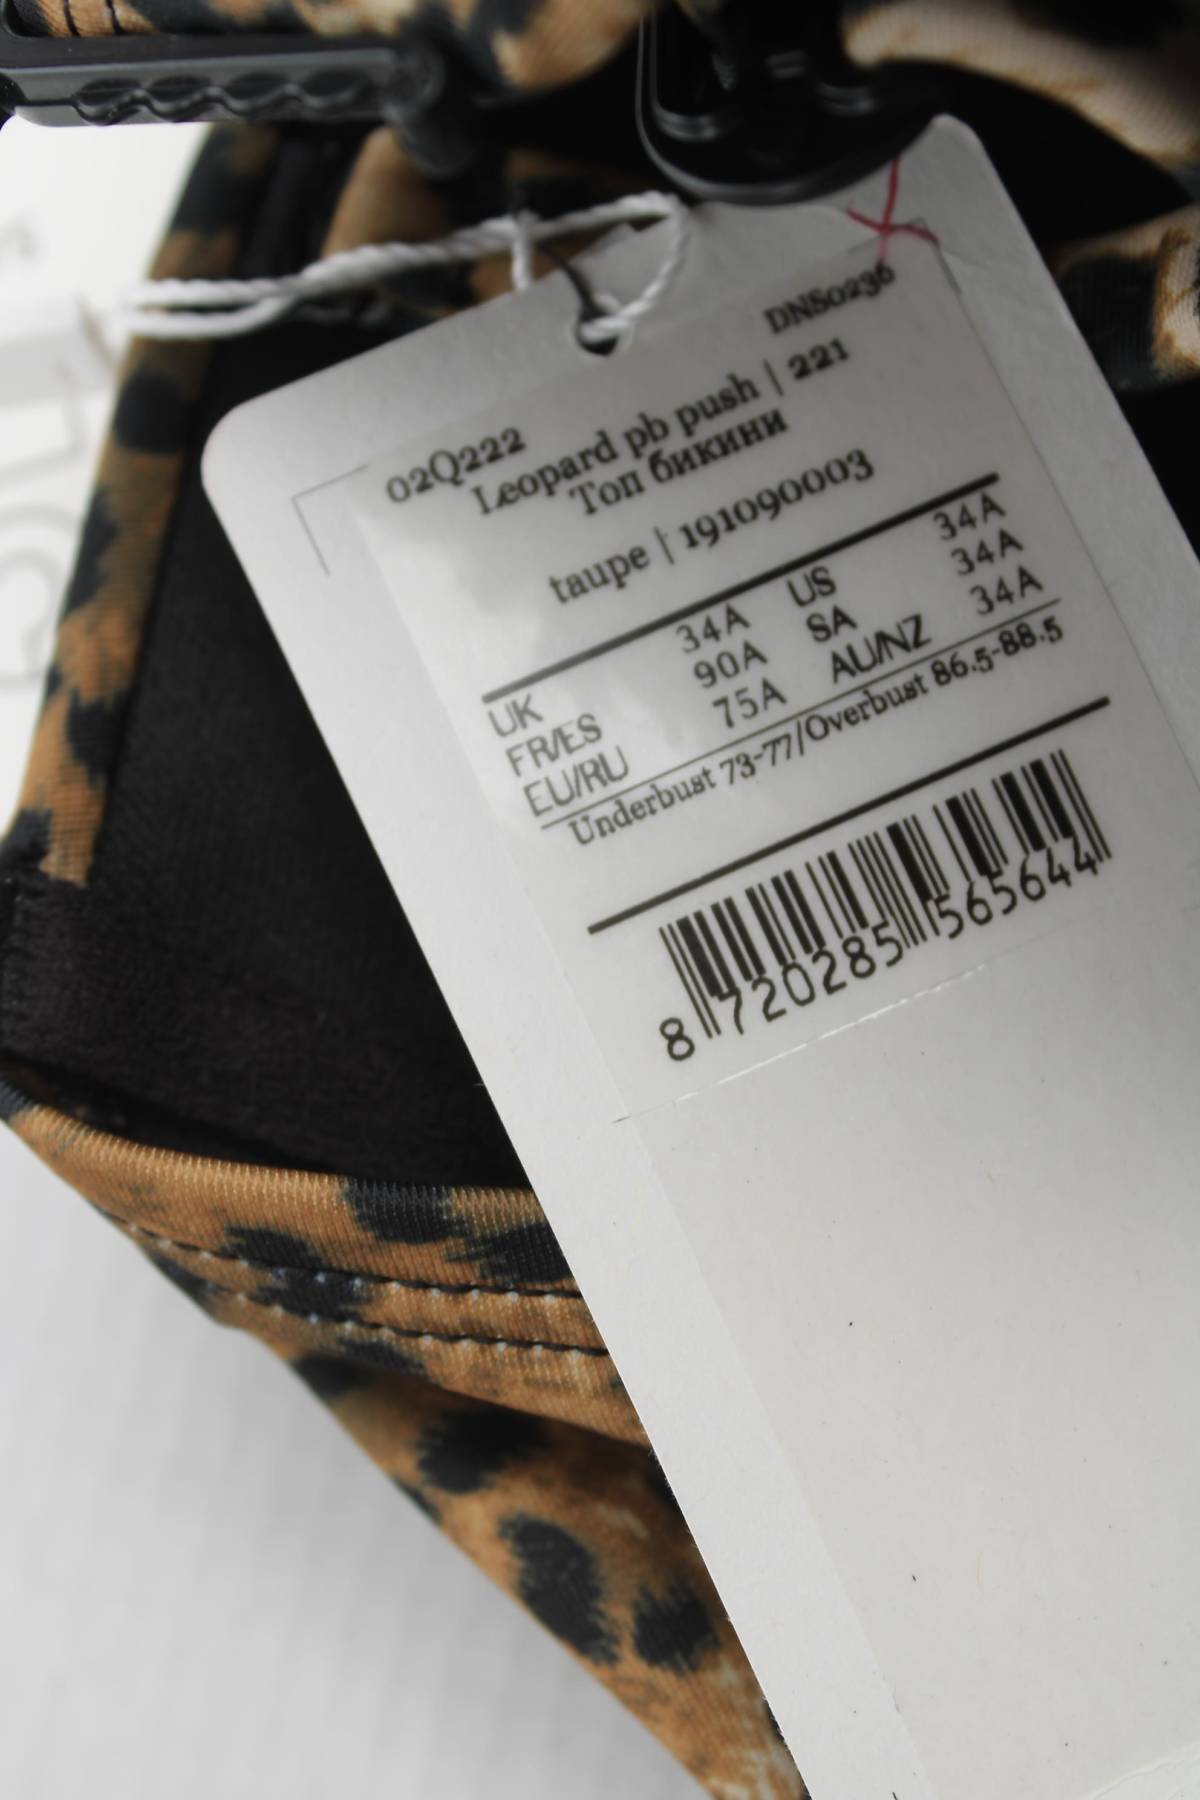 DNS0236
02Q222
Leopard pb push | 221
Топ бикини
taupe | 191090003
UK 34A US 34A
FR/ES 90A SA 34A
EU/RU 75A AU/NZ 34A
Underbust 73-77/Overbust 86.5-88.5
8 720285 565644